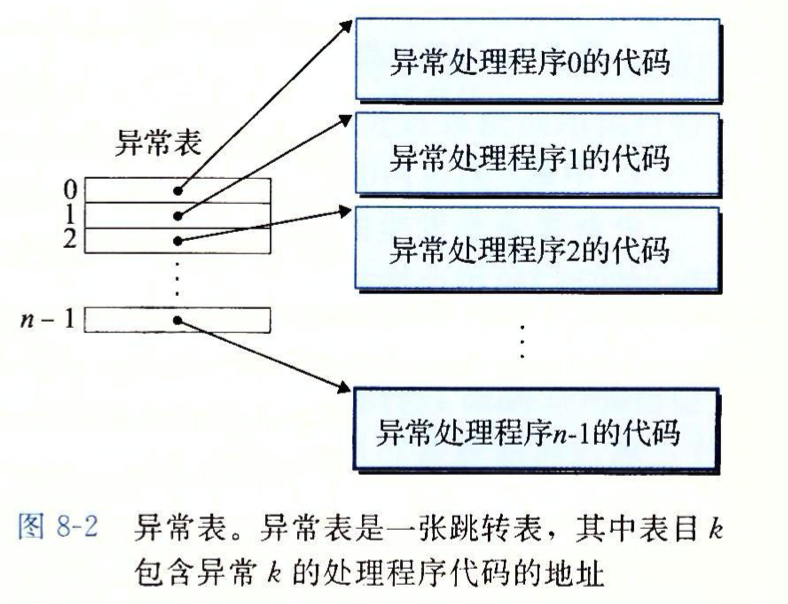 异常处理程序0的代码
异常表
异常处理程序1的代码
0
1
2
异常处理程序2的代码
n – 1
异常处理程序n-1的代码
图 8-2 异常表。异常表是一张跳转表，其中表目 k
包含异常 k 的处理程序代码的地址